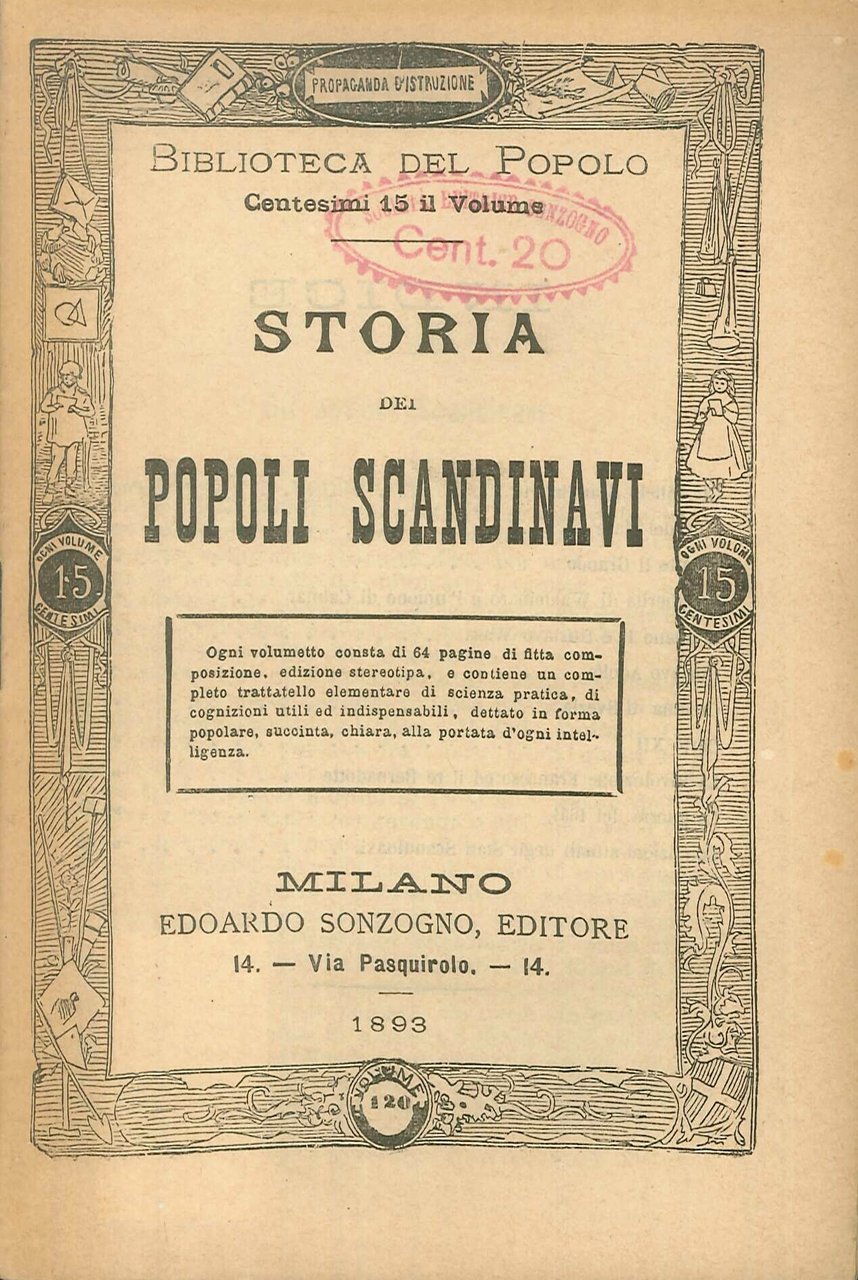 PROPAGANDA D'ISTRUZIONE
BIBLIOTECA DEL POPOLO
Centesimi 15 il Volume
SOCIETÀ EDITRICE SONZOGNO
Cent. 20
STORIA
DEI
POPOLI SCANDINAVI
OGNI VOLUME
15
CENTESIMI
OGNI VOLUME
15
CENTESIMI
Ogni volumetto consta di 64 pagine di fitta com-
posizione, edizione stereotipa, e contiene un com-
pleto trattatello elementare di scienza pratica, di
cognizioni utili ed indispensabili, dettato in forma
popolare, succinta, chiara, alla portata d'ogni intel-
ligenza.
MILANO
EDOARDO SONZOGNO, EDITORE
14. — Via Pasquirolo. — 14.
1893
VOLUME
120